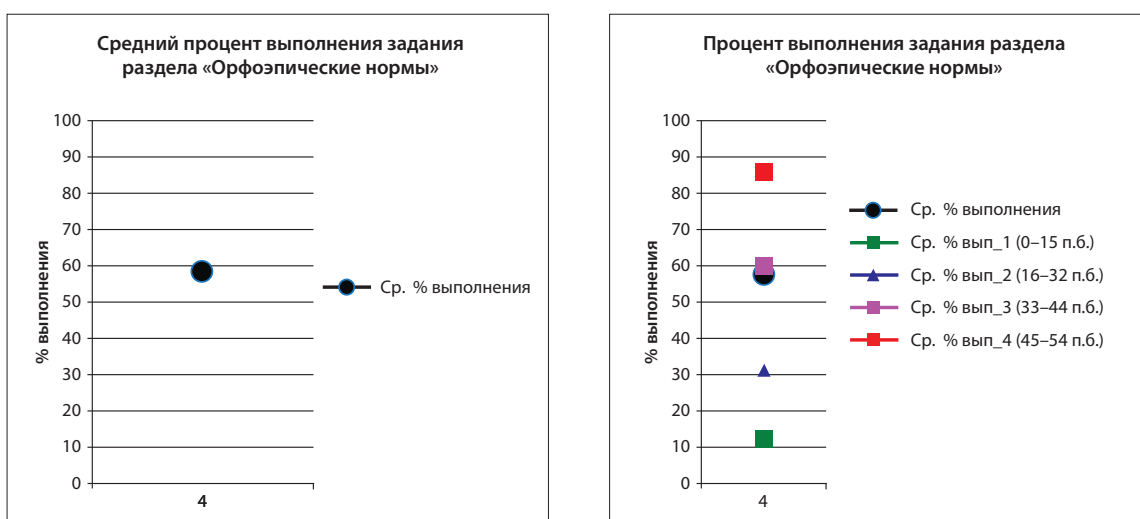 Средний процент выполнения задания
раздела «Орфоэпические нормы»
% выполнения
100
90
80
70
60
50
40
30
20
10
0
4
Ср. % выполнения
Процент выполнения задания раздела
«Орфоэпические нормы»
% выполнения
100
90
80
70
60
50
40
30
20
10
0
4
Ср. % выполнения
Ср. % вып_1 (0–15 п.б.)
Ср. % вып_2 (16–32 п.б.)
Ср. % вып_3 (33–44 п.б.)
Ср. % вып_4 (45–54 п.б.)